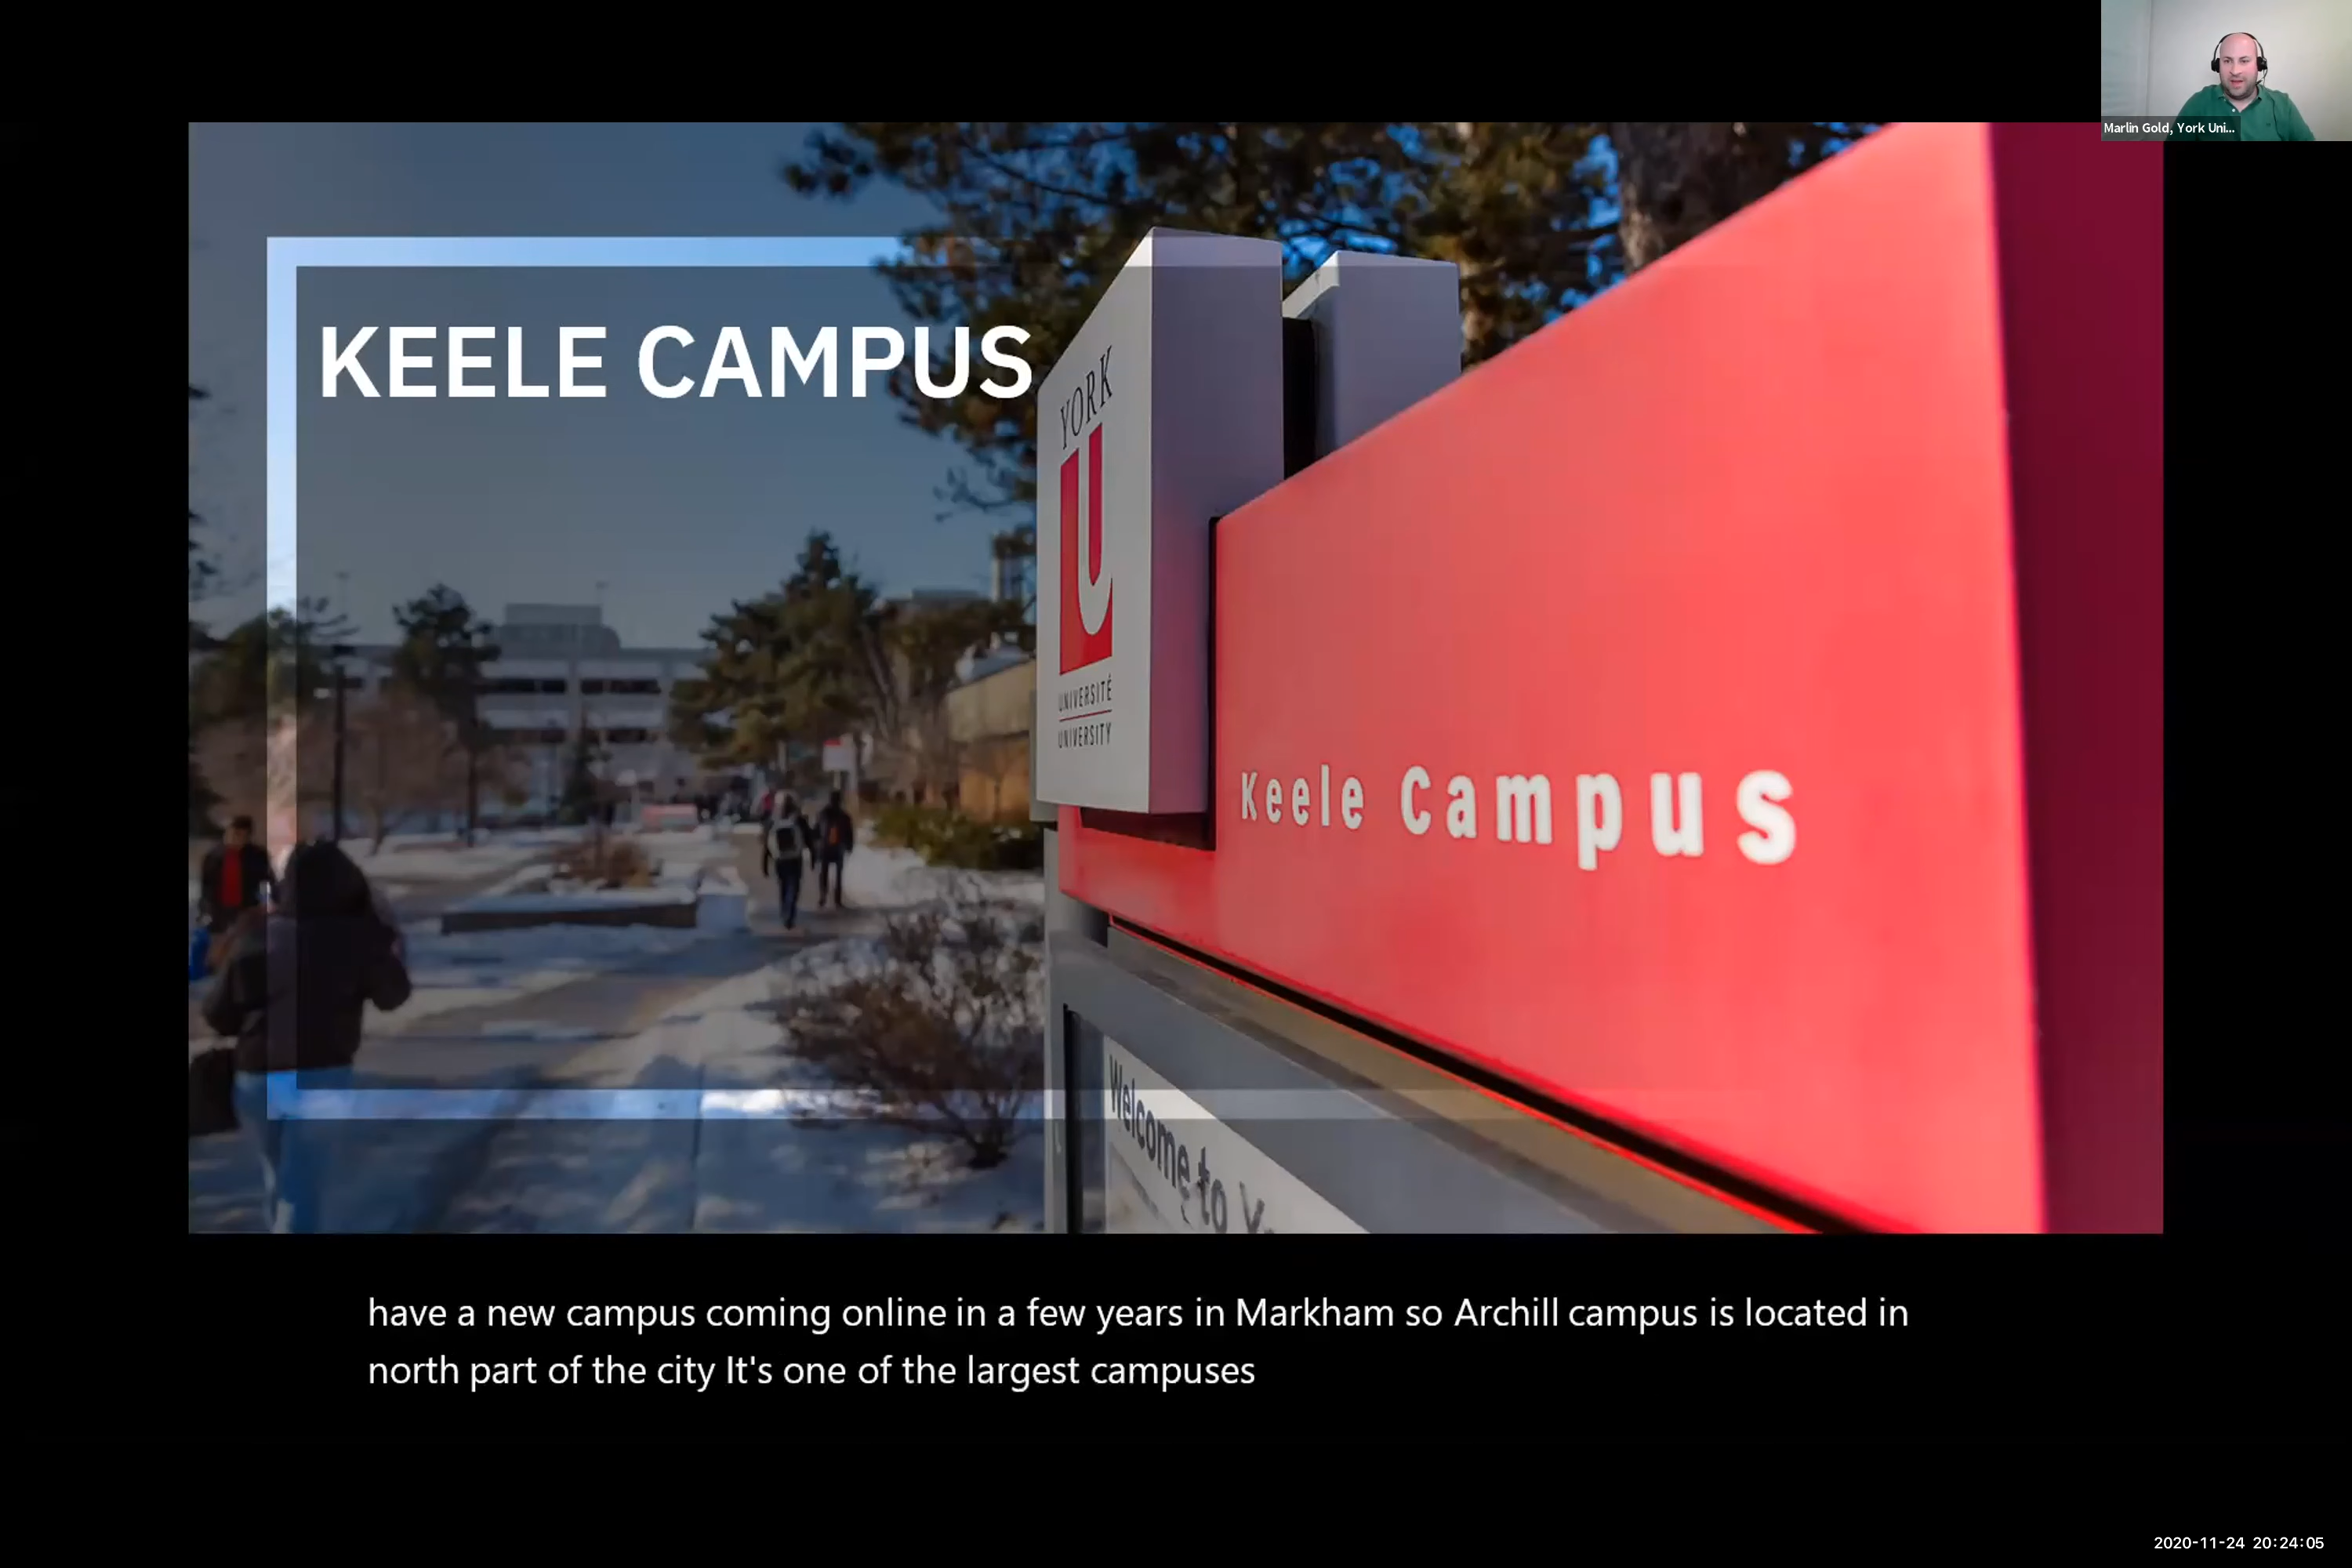 Marlin Gold, York Uni...
KEELE CAMPUS
YORK
U
UNIVERSITÉ
UNIVERSITY
Keele Campus
Welcome to
have a new campus coming online in a few years in Markham so Archill campus is located in
north part of the city It's one of the largest campuses
2020-11-24 20:24:05